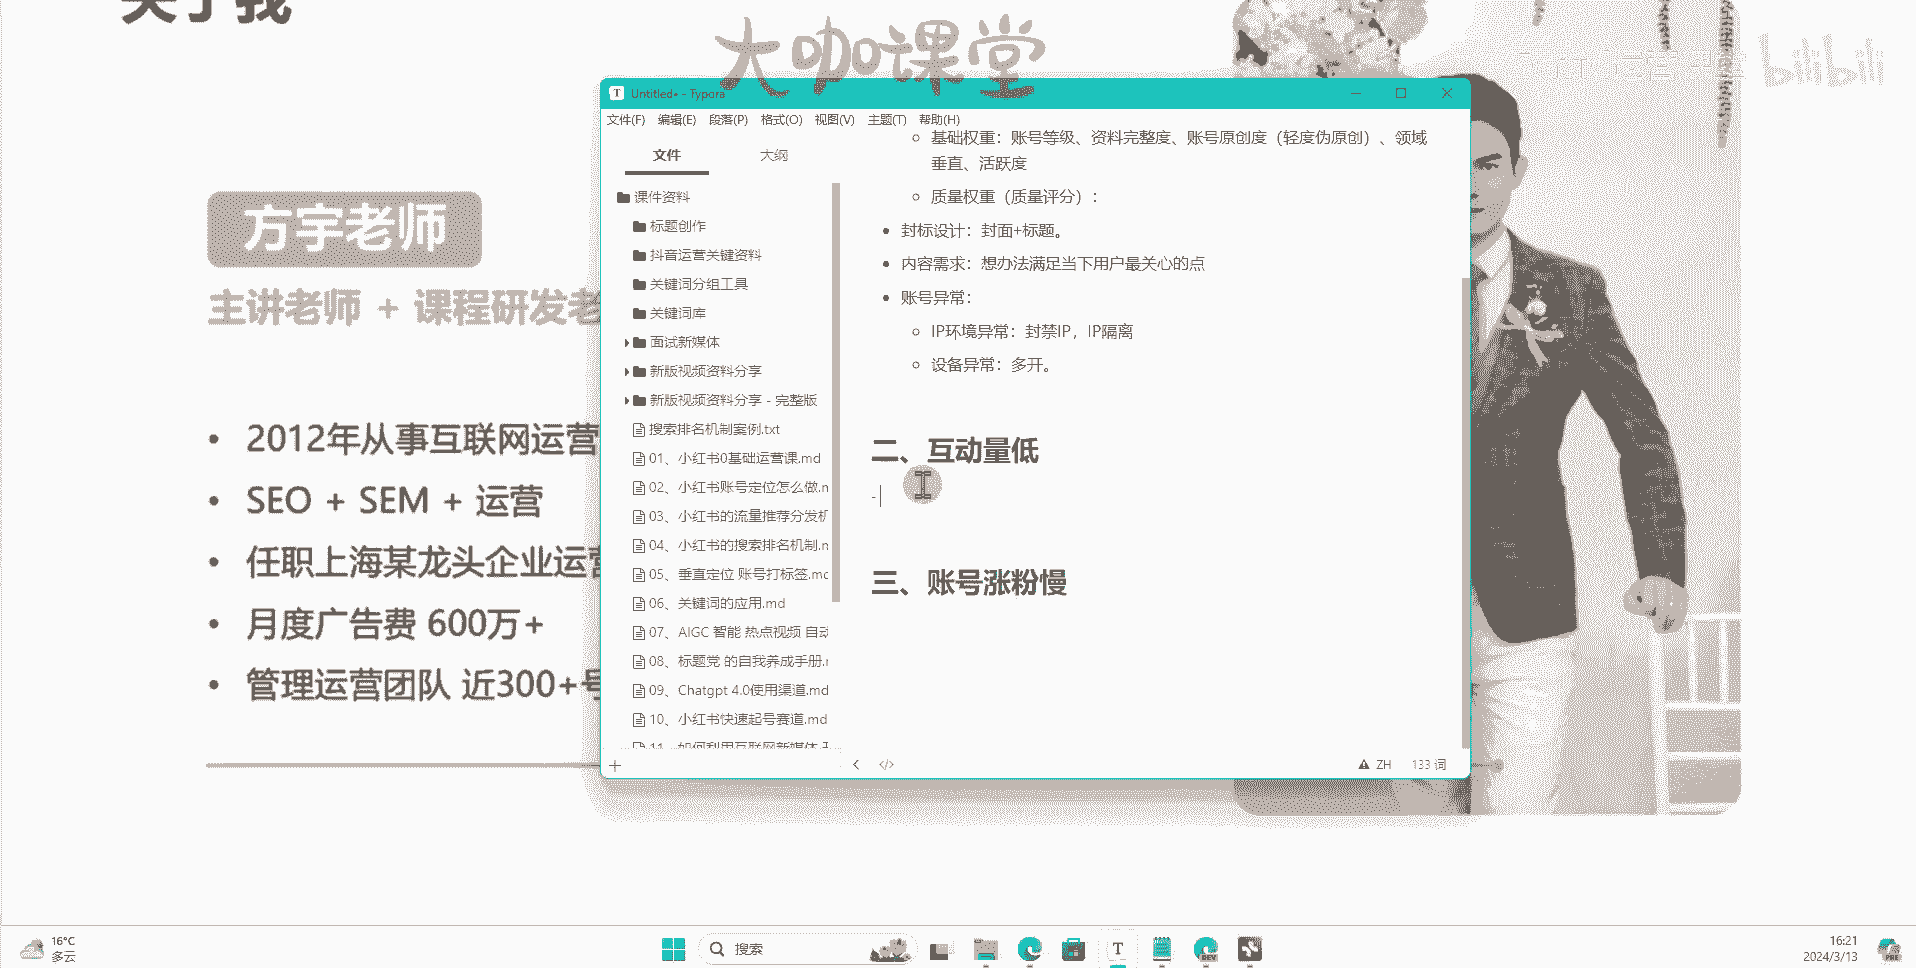 关于我
大咖课堂
bilibili
方宇老师
主讲老师 + 课程研发老
2012年从事互联网运营
SEO + SEM + 运营
任职上海某龙头企业运营
月度广告费 600万+
管理运营团队 近300+号
Untitled• - Typora
文件(F) 编辑(E) 段落(P) 格式(O) 视图(V) 主题(T) 帮助(H)
文件 大纲
课件资料
标题创作
抖音运营关键资料
关键词分组工具
关键词库
面试新媒体
新版视频资料分享
新版视频资料分享 - 完整版
搜索排名机制案例.txt
01、小红书0基础运营课.md
02、小红书账号定位怎么做.m
03、小红书的流量推荐分发机
04、小红书的搜索排名机制.m
05、垂直定位 账号打标签.md
06、关键词的应用.md
07、AIGC 智能 热点视频 自动
08、标题党 的自我养成手册.m
09、Chatgpt 4.0使用渠道.md
10、小红书快速起号赛道.md
11、如何利用互联网新媒体
基础权重：账号等级、资料完整度、账号原创度（轻度伪原创）、领域
垂直、活跃度
质量权重（质量评分）：
封标设计：封面+标题。
内容需求：想办法满足当下用户最关心的点
账号异常：
IP环境异常：封禁IP，IP隔离
设备异常：多开。
二、互动量低
-
三、账号涨粉慢
ZH 133 词
16°C
多云
搜索
16:21
2024/3/13